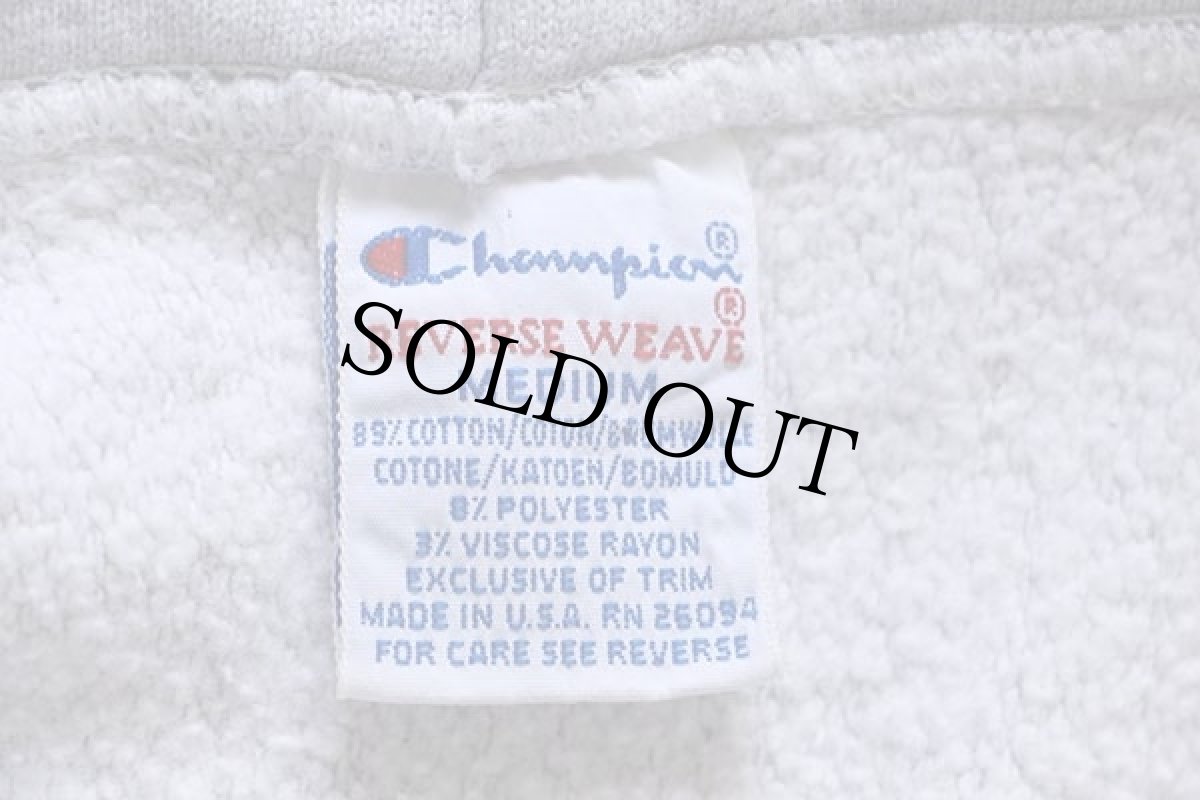 Champion®
REVERSE WEAVE®
MEDIUM
89% COTTON/COTON/BAUMWOLLE
COTONE/KATOEN/BOMULD
8% POLYESTER
3% VISCOSE RAYON
EXCLUSIVE OF TRIM
MADE IN U.S.A. RN 26094
FOR CARE SEE REVERSE
SOLD OUT